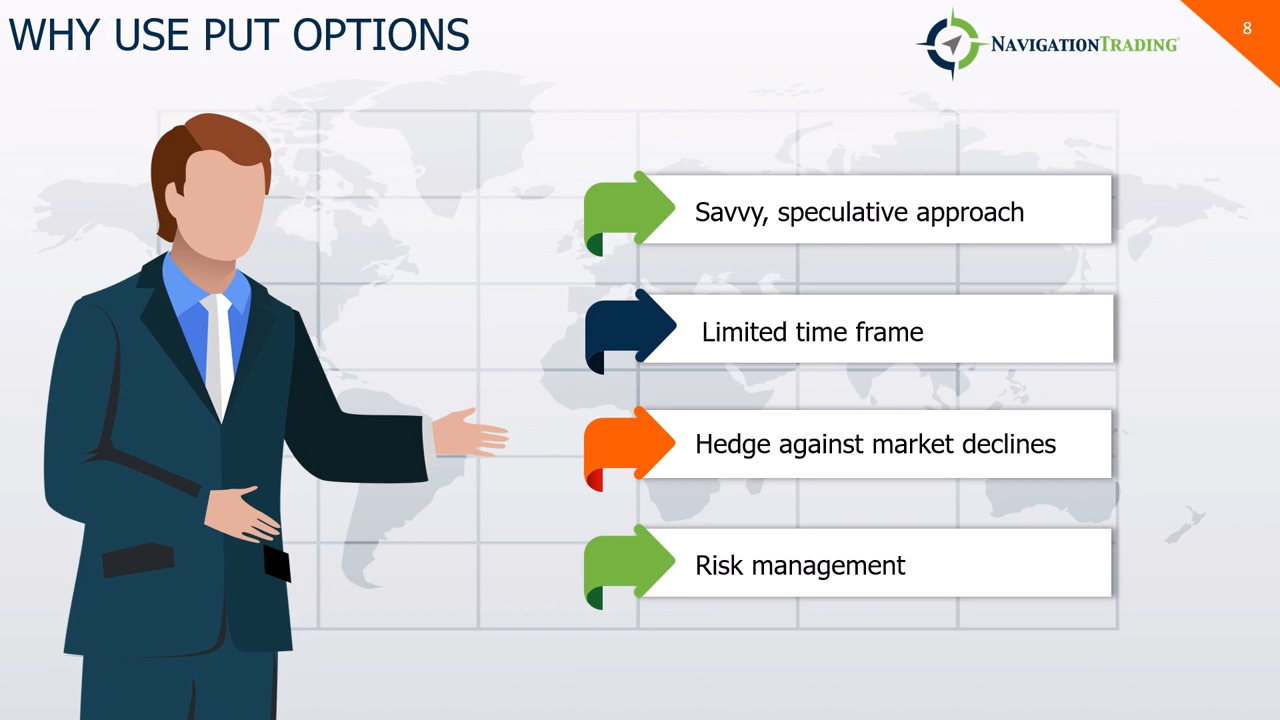 WHY USE PUT OPTIONS
NAVIGATIONTRADING®
8
Savvy, speculative approach
Limited time frame
Hedge against market declines
Risk management